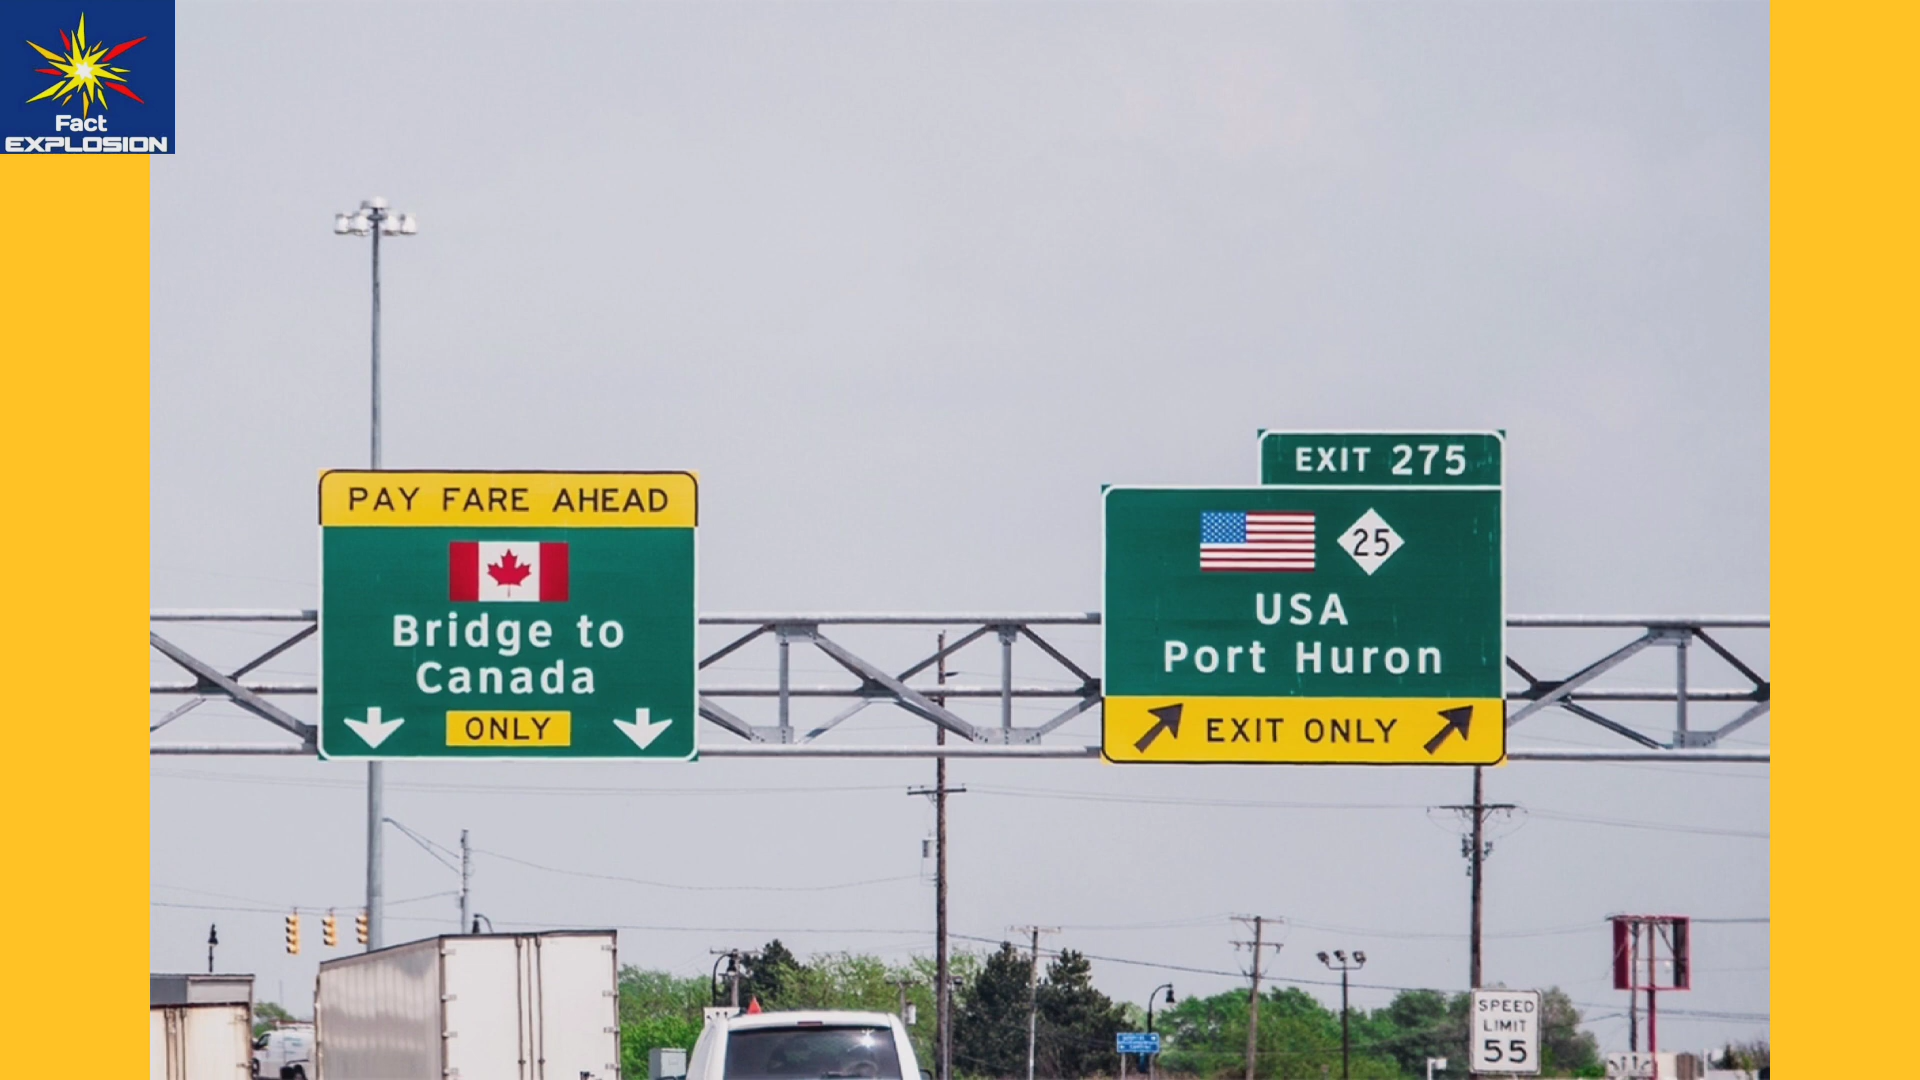 Fact
EXPLOSION
PAY FARE AHEAD
Bridge to
Canada
ONLY
EXIT 275
25
USA
Port Huron
EXIT ONLY
SPEED
LIMIT
55